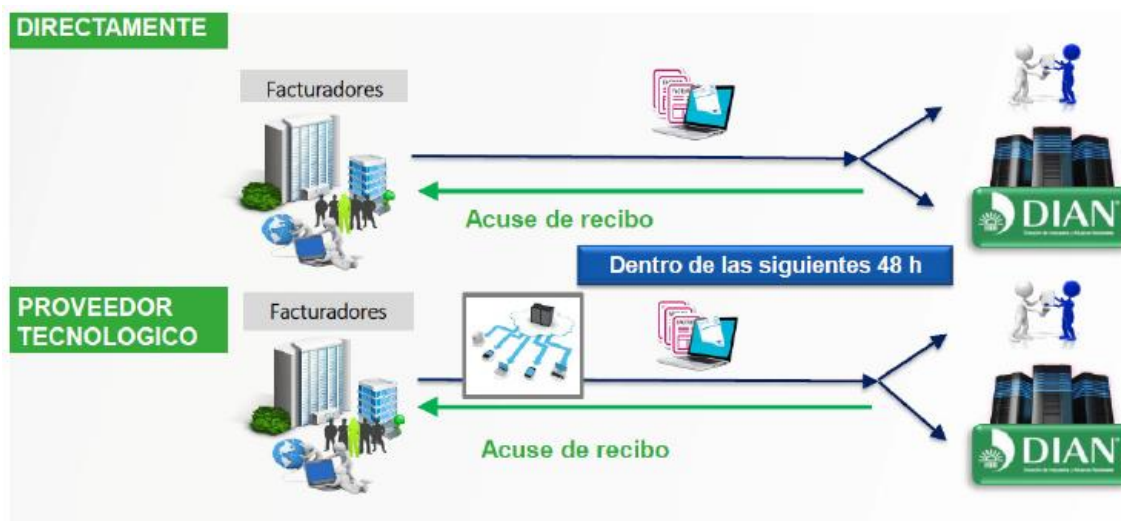 DIRECTAMENTE
Facturadores
Acuse de recibo
DIAN
Dentro de las siguientes 48 h
PROVEEDOR
TECNOLOGICO
Facturadores
Acuse de recibo
DIAN